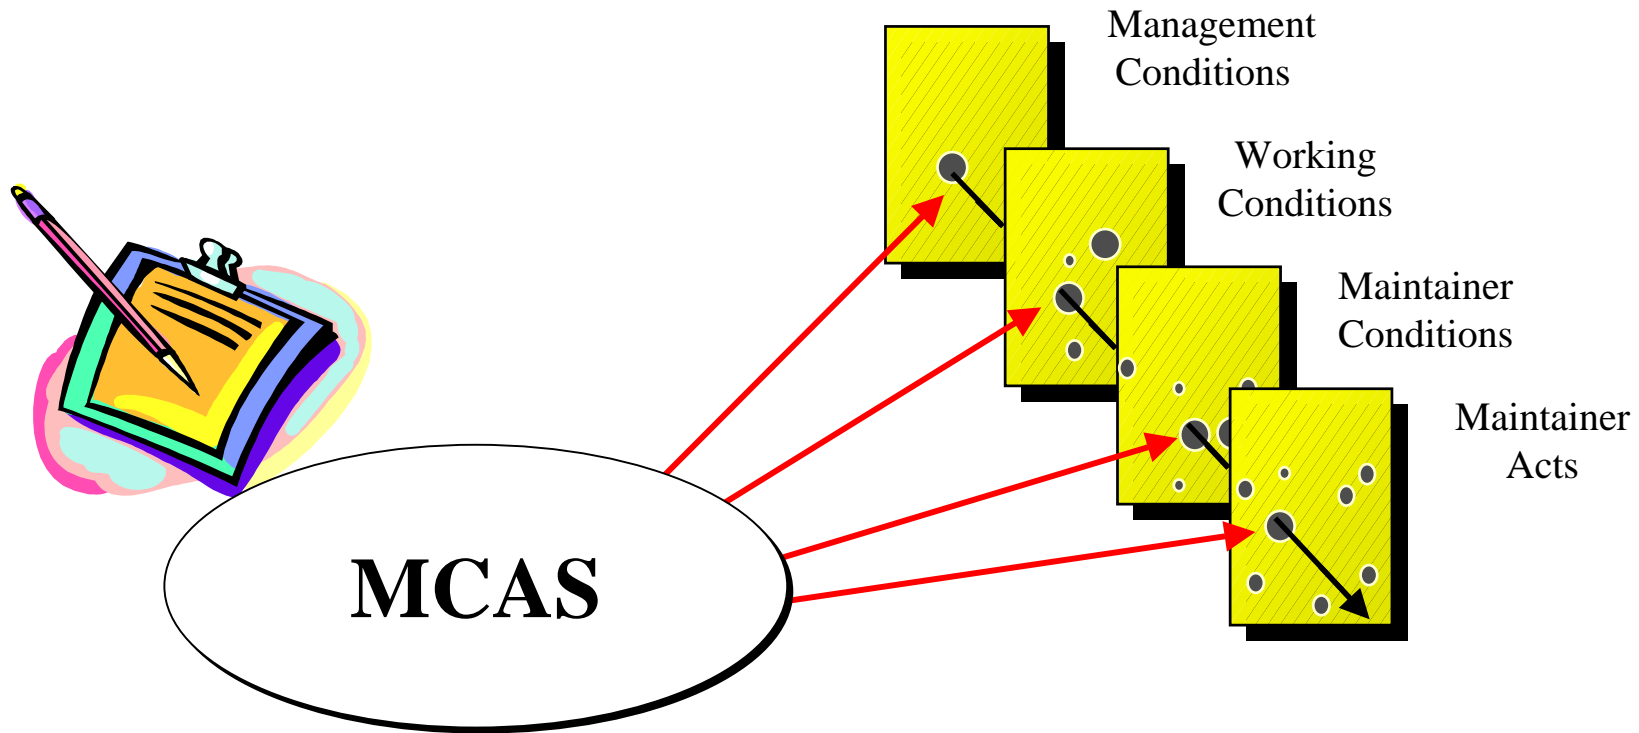 Management
Conditions
Working
Conditions
Maintainer
Conditions
Maintainer
Acts
MCAS